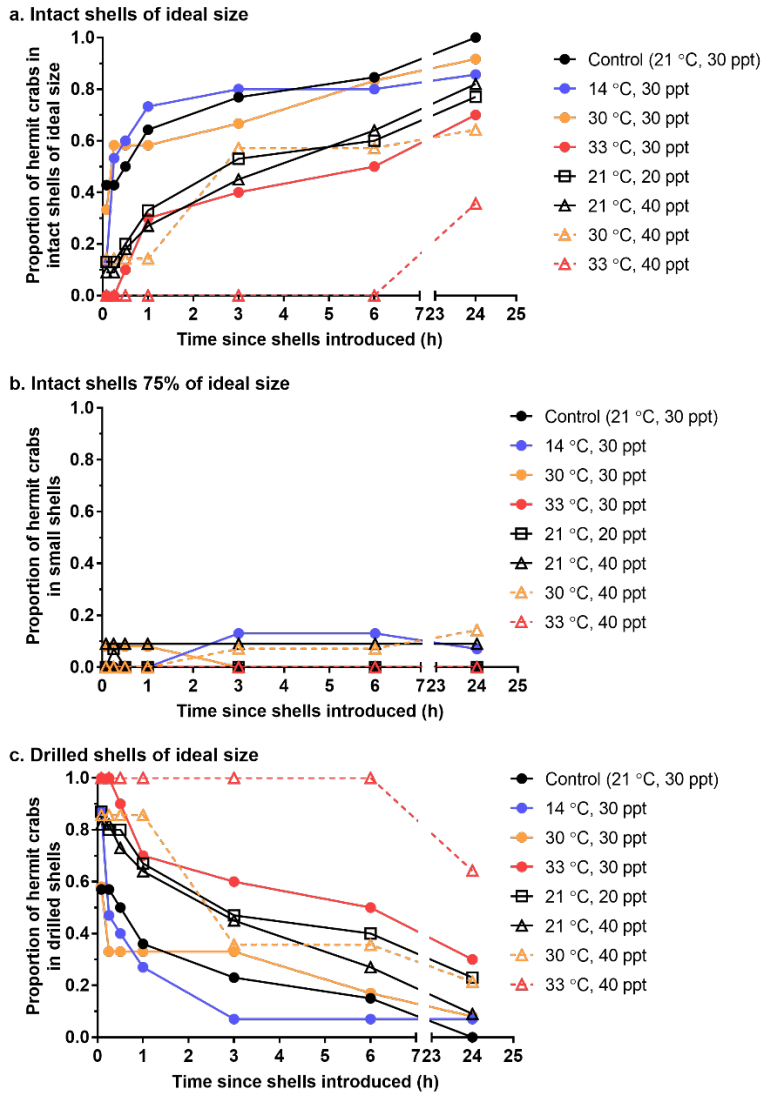 a. Intact shells of ideal size
Proportion of hermit crabs in
intact shells of ideal size
1.0
0.8
0.6
0.4
0.2
0.0
0 1 2 3 4 5 6 7 23 24 25
Time since shells introduced (h)
Control (21 °C, 30 ppt)
14 °C, 30 ppt
30 °C, 30 ppt
33 °C, 30 ppt
21 °C, 20 ppt
21 °C, 40 ppt
30 °C, 40 ppt
33 °C, 40 ppt
b. Intact shells 75% of ideal size
Proportion of hermit crabs
in small shells
1.0
0.8
0.6
0.4
0.2
0.0
0 1 2 3 4 5 6 7 23 24 25
Time since shells introduced (h)
Control (21 °C, 30 ppt)
14 °C, 30 ppt
30 °C, 30 ppt
33 °C, 30 ppt
21 °C, 20 ppt
21 °C, 40 ppt
30 °C, 40 ppt
33 °C, 40 ppt
c. Drilled shells of ideal size
Proportion of hermit crabs
in drilled shells
1.0
0.8
0.6
0.4
0.2
0.0
0 1 2 3 4 5 6 7 23 24 25
Time since shells introduced (h)
Control (21 °C, 30 ppt)
14 °C, 30 ppt
30 °C, 30 ppt
33 °C, 30 ppt
21 °C, 20 ppt
21 °C, 40 ppt
30 °C, 40 ppt
33 °C, 40 ppt